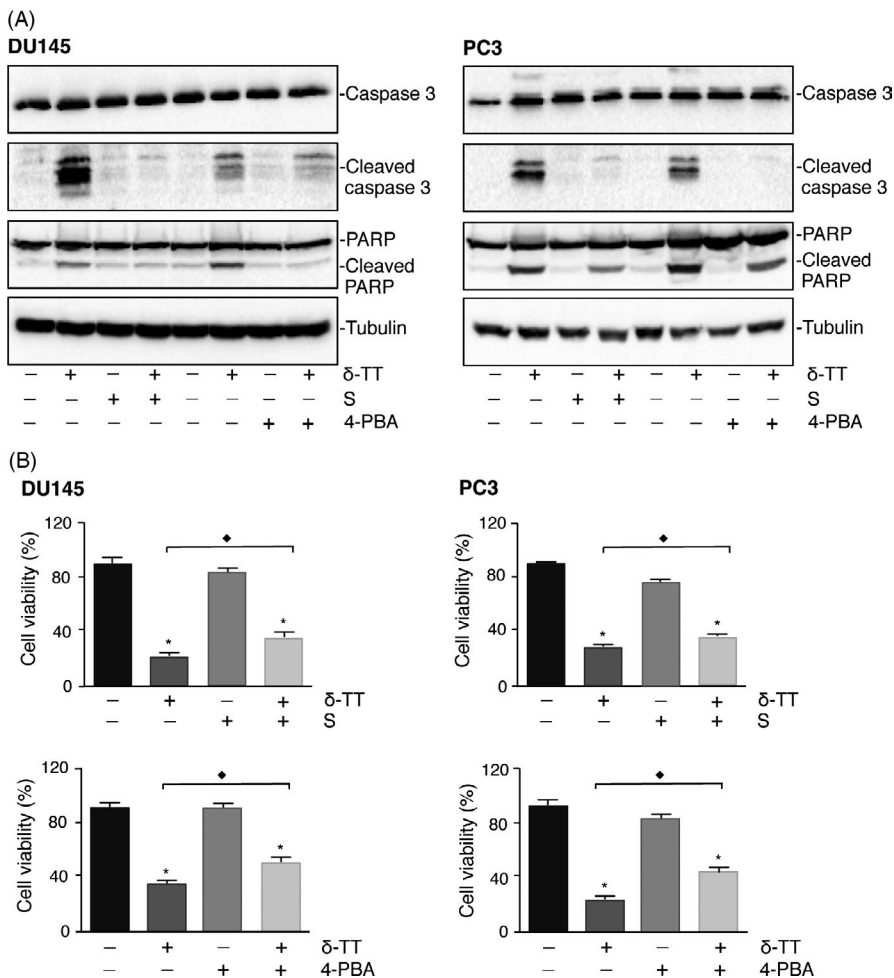 (A)
DU145
-Caspase 3
-Cleaved
caspase 3
-PARP
-Cleaved
PARP
-Tubulin
– + – + – + – + δ-TT
– – + + – – – – S
– – – – – – + + 4-PBA
PC3
-Caspase 3
-Cleaved
caspase 3
-PARP
-Cleaved
PARP
-Tubulin
– + – + – + – + δ-TT
– – + + – – – – S
– – – – – – + + 4-PBA
(B)
DU145
Cell viability (%)
120
80
40
0
◆
* *
– + – + δ-TT
– – + + S
PC3
Cell viability (%)
120
80
40
0
◆
* *
– + – + δ-TT
– – + + S
Cell viability (%)
120
80
40
0
◆
* *
– + – + δ-TT
– – + + 4-PBA
Cell viability (%)
120
80
40
0
◆
* *
– + – + δ-TT
– – + + 4-PBA